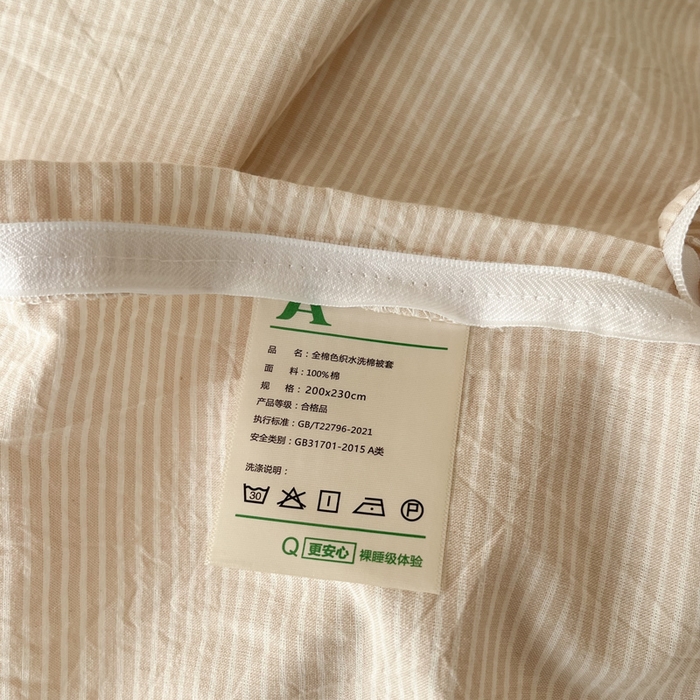 A
品 名：全棉色织水洗棉被套
面 料：100%棉
规 格：200x230cm
产品等级：合格品
执行标准：GB/T22796-2021
安全类别：GB31701-2015 A类
洗涤说明：
30 P
Q 更安心 裸睡级体验